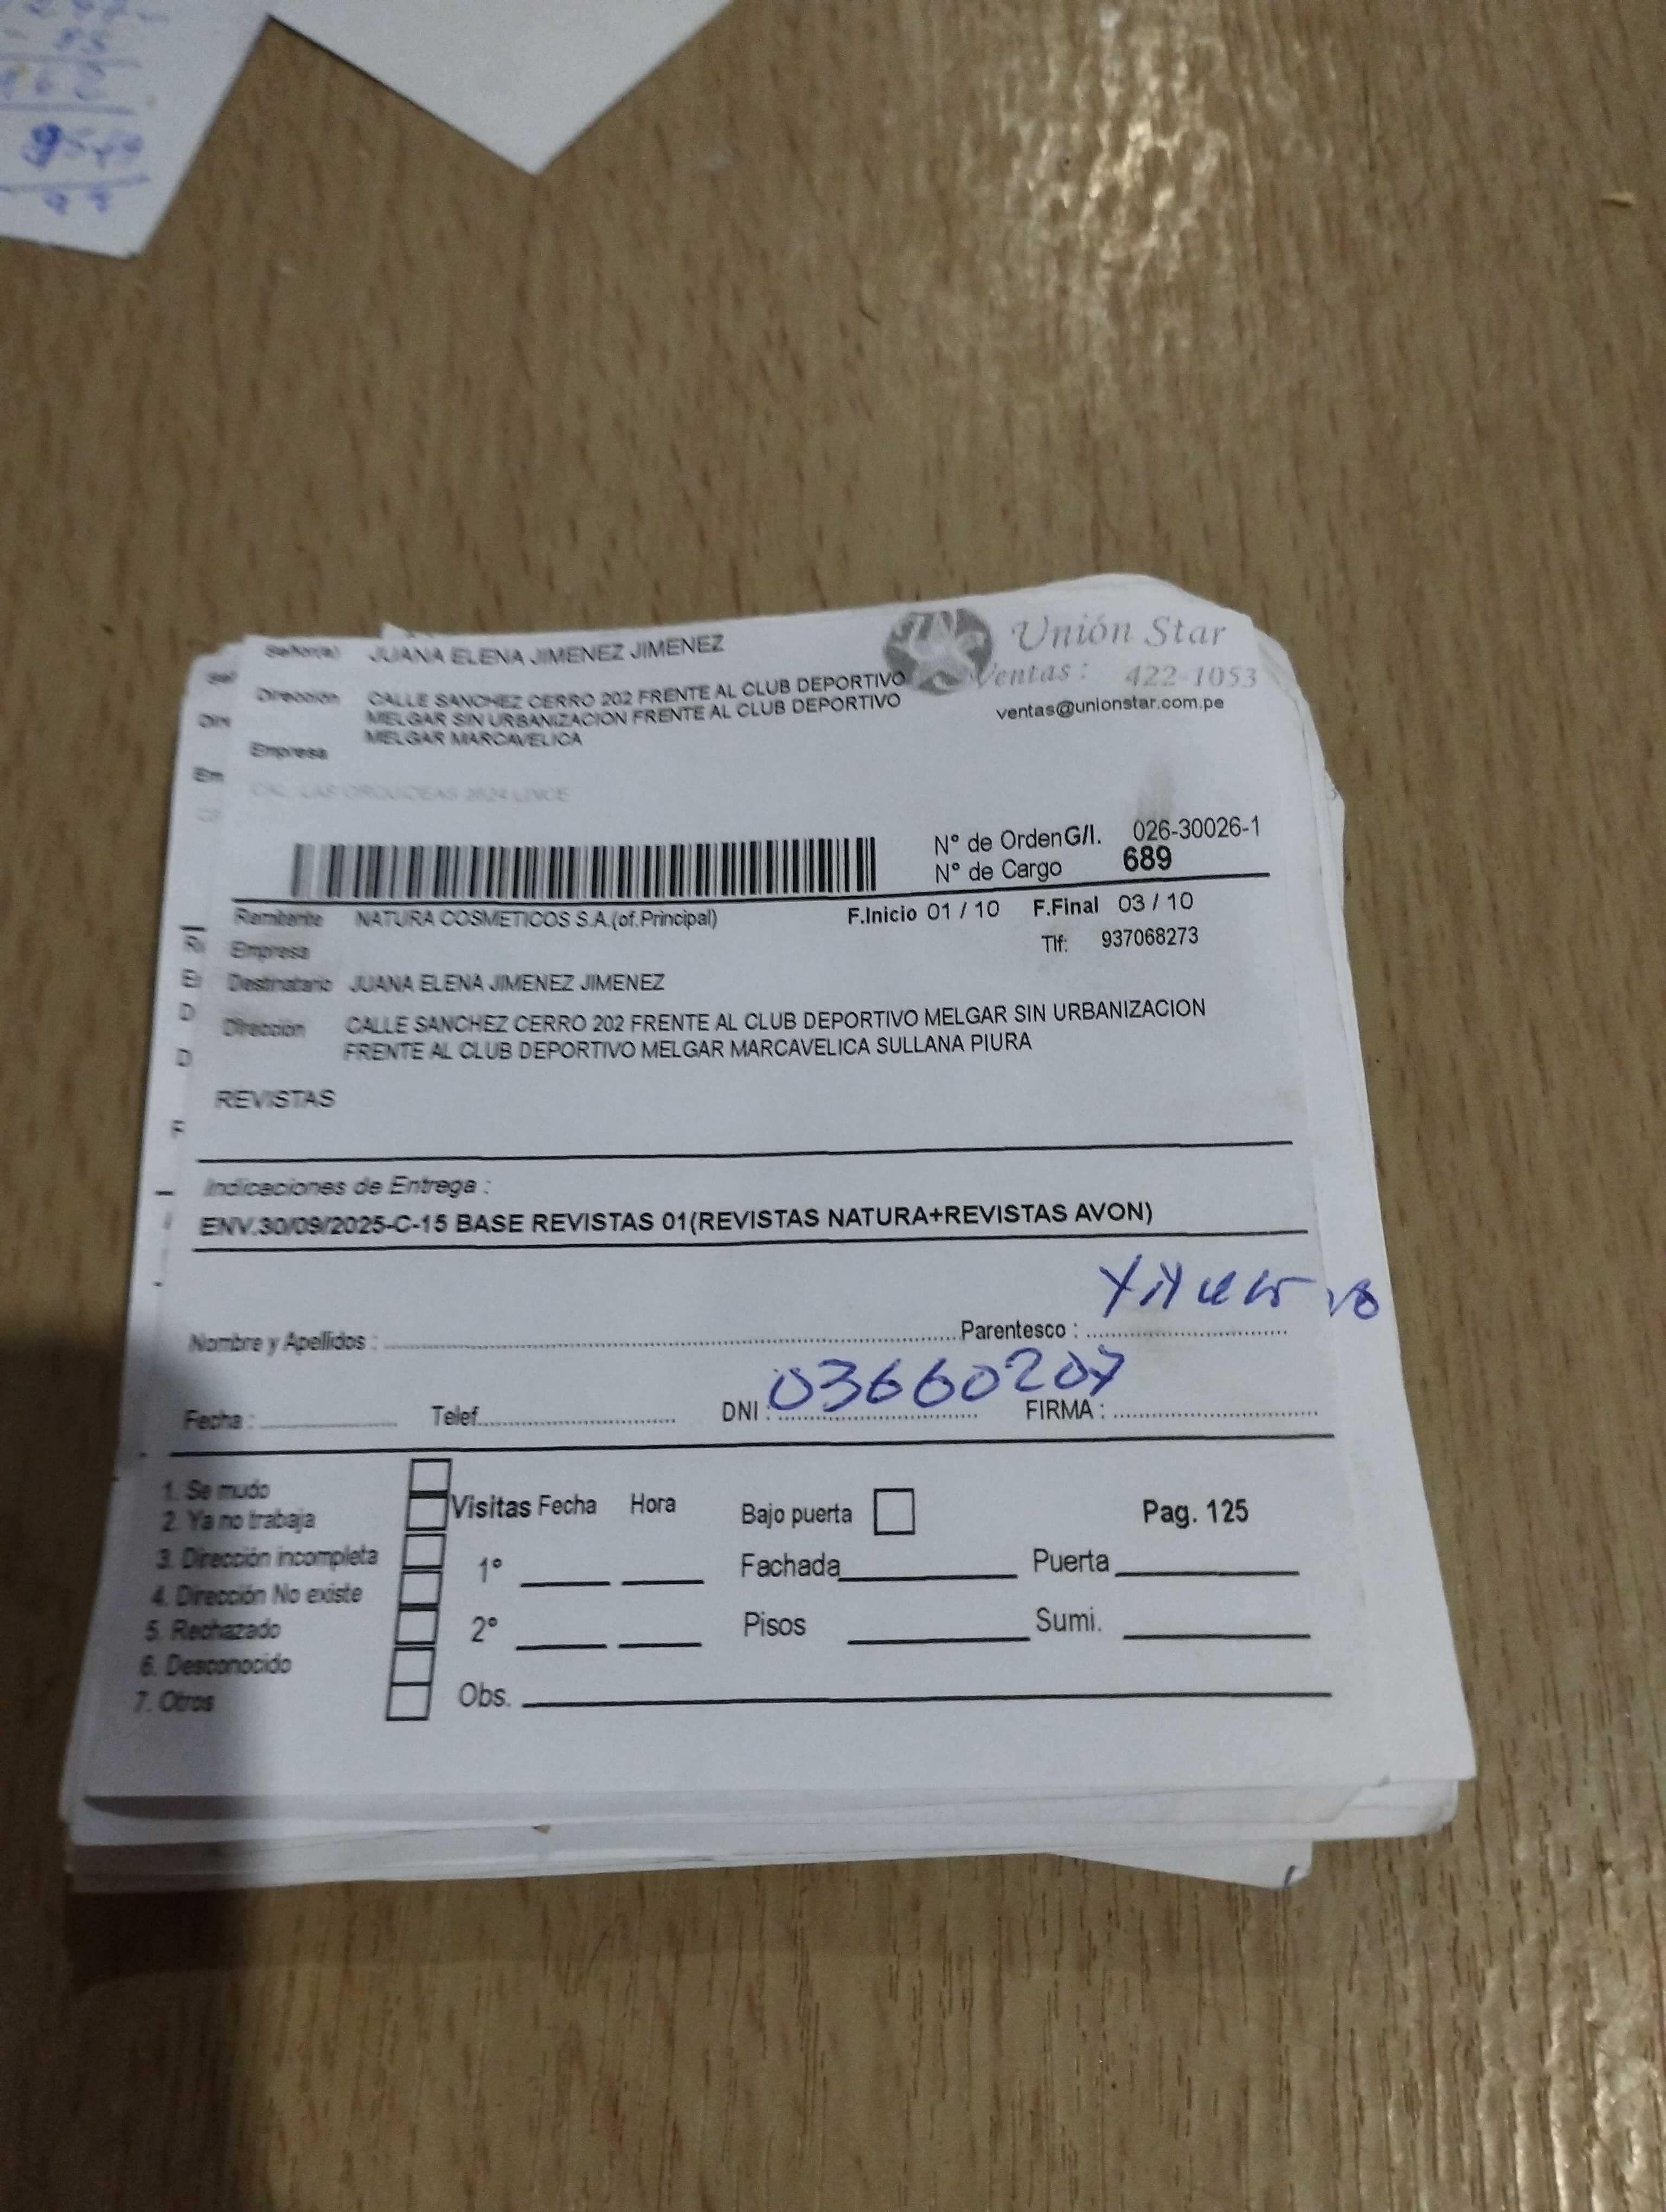 Señor(a) JUANA ELENA JIMENEZ JIMENEZ
Unión Star
Ventas: 422-1053
ventas@unionstar.com.pe
Dirección CALLE SANCHEZ CERRO 202 FRENTE AL CLUB DEPORTIVO
MELGAR SIN URBANIZACION FRENTE AL CLUB DEPORTIVO
MELGAR MARCAVELICA
Empresa
CAL. LAS ORQUIDEAS 2624 LINCE
N° de Orden G/I. 026-30026-1
N° de Cargo 689
Remitente NATURA COSMETICOS S.A.(of.Principal) F.Inicio 01 / 10 F.Final 03 / 10
Empresa Tlf: 937068273
Destinatario JUANA ELENA JIMENEZ JIMENEZ
Dirección CALLE SANCHEZ CERRO 202 FRENTE AL CLUB DEPORTIVO MELGAR SIN URBANIZACION
FRENTE AL CLUB DEPORTIVO MELGAR MARCAVELICA SULLANA PIURA
REVISTAS
Indicaciones de Entrega :
ENV.30/09/2025-C-15 BASE REVISTAS 01(REVISTAS NATURA+REVISTAS AVON)
Nombre y Apellidos : Parentesco :
Fecha : Telef. DNI : 03660207 FIRMA :
1. Se mudo
2. Ya no trabaja
3. Dirección incompleta
4. Dirección No existe
5. Rechazado
6. Desconocido
7. Otros
Visitas Fecha Hora Bajo puerta Pag. 125
1° Fachada Puerta
2° Pisos Sumi.
Obs.